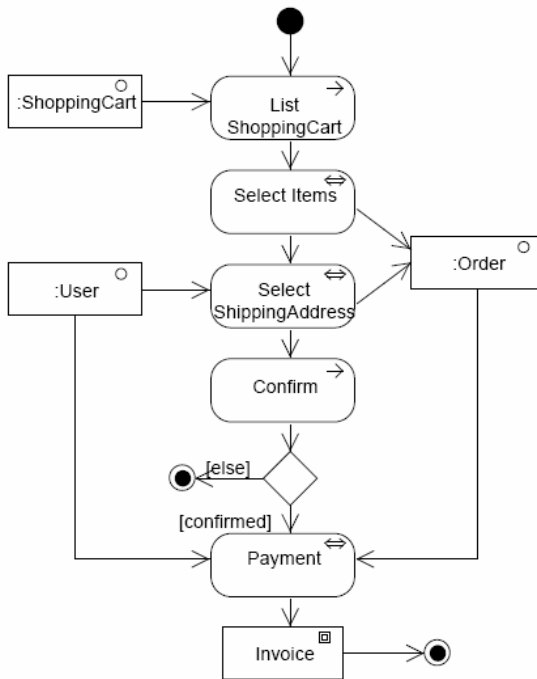 List
:ShoppingCart
ShoppingCart
Select Items
:Order
:User
Select
ShippingAddress
Confirm
[else]
[confirmed]
Payment
Invoice